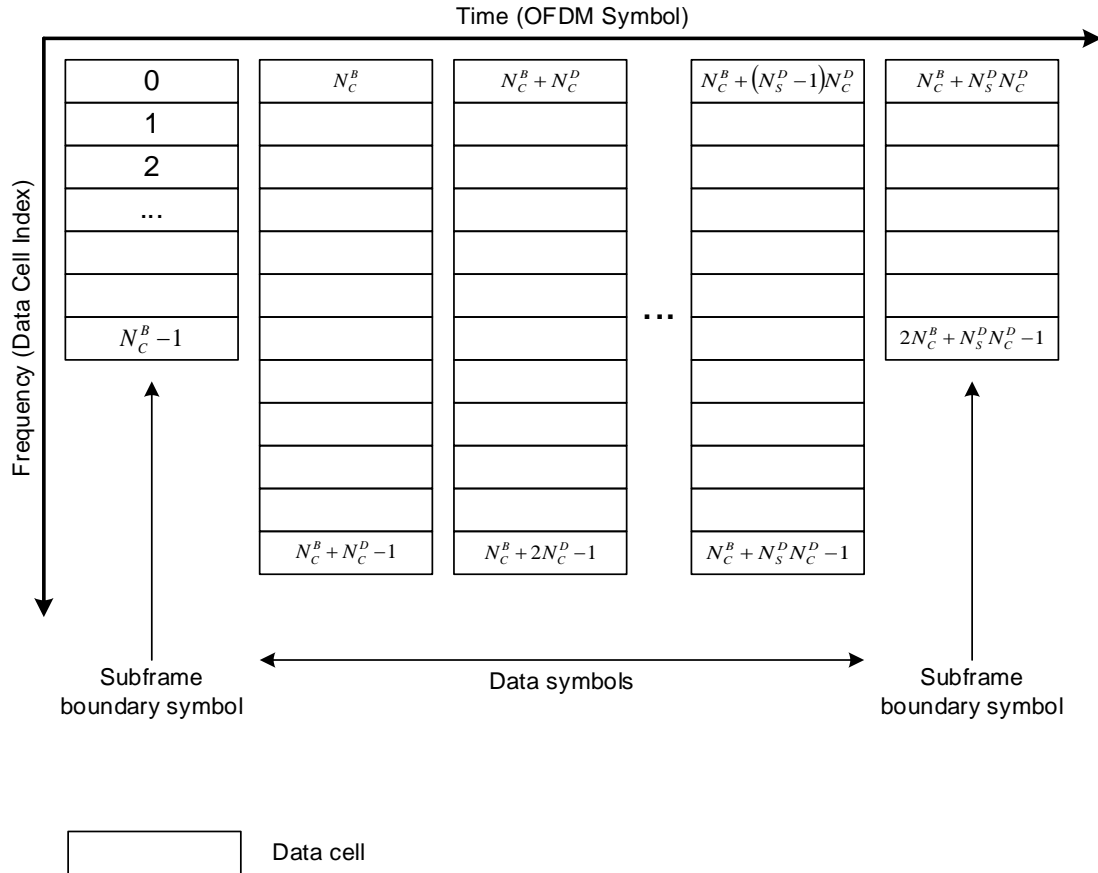 Time (OFDM Symbol)
Frequency (Data Cell Index)
0
1
2
...
$N_C^B - 1$
$N_C^B$
$N_C^B + N_C^D - 1$
$N_C^B + N_C^D$
$N_C^B + 2N_C^D - 1$
...
$N_C^B + (N_S^D - 1)N_C^D$
$N_C^B + N_S^D N_C^D - 1$
$N_C^B + N_S^D N_C^D$
$2N_C^B + N_S^D N_C^D - 1$
Subframe
boundary symbol
Data symbols
Subframe
boundary symbol
Data cell